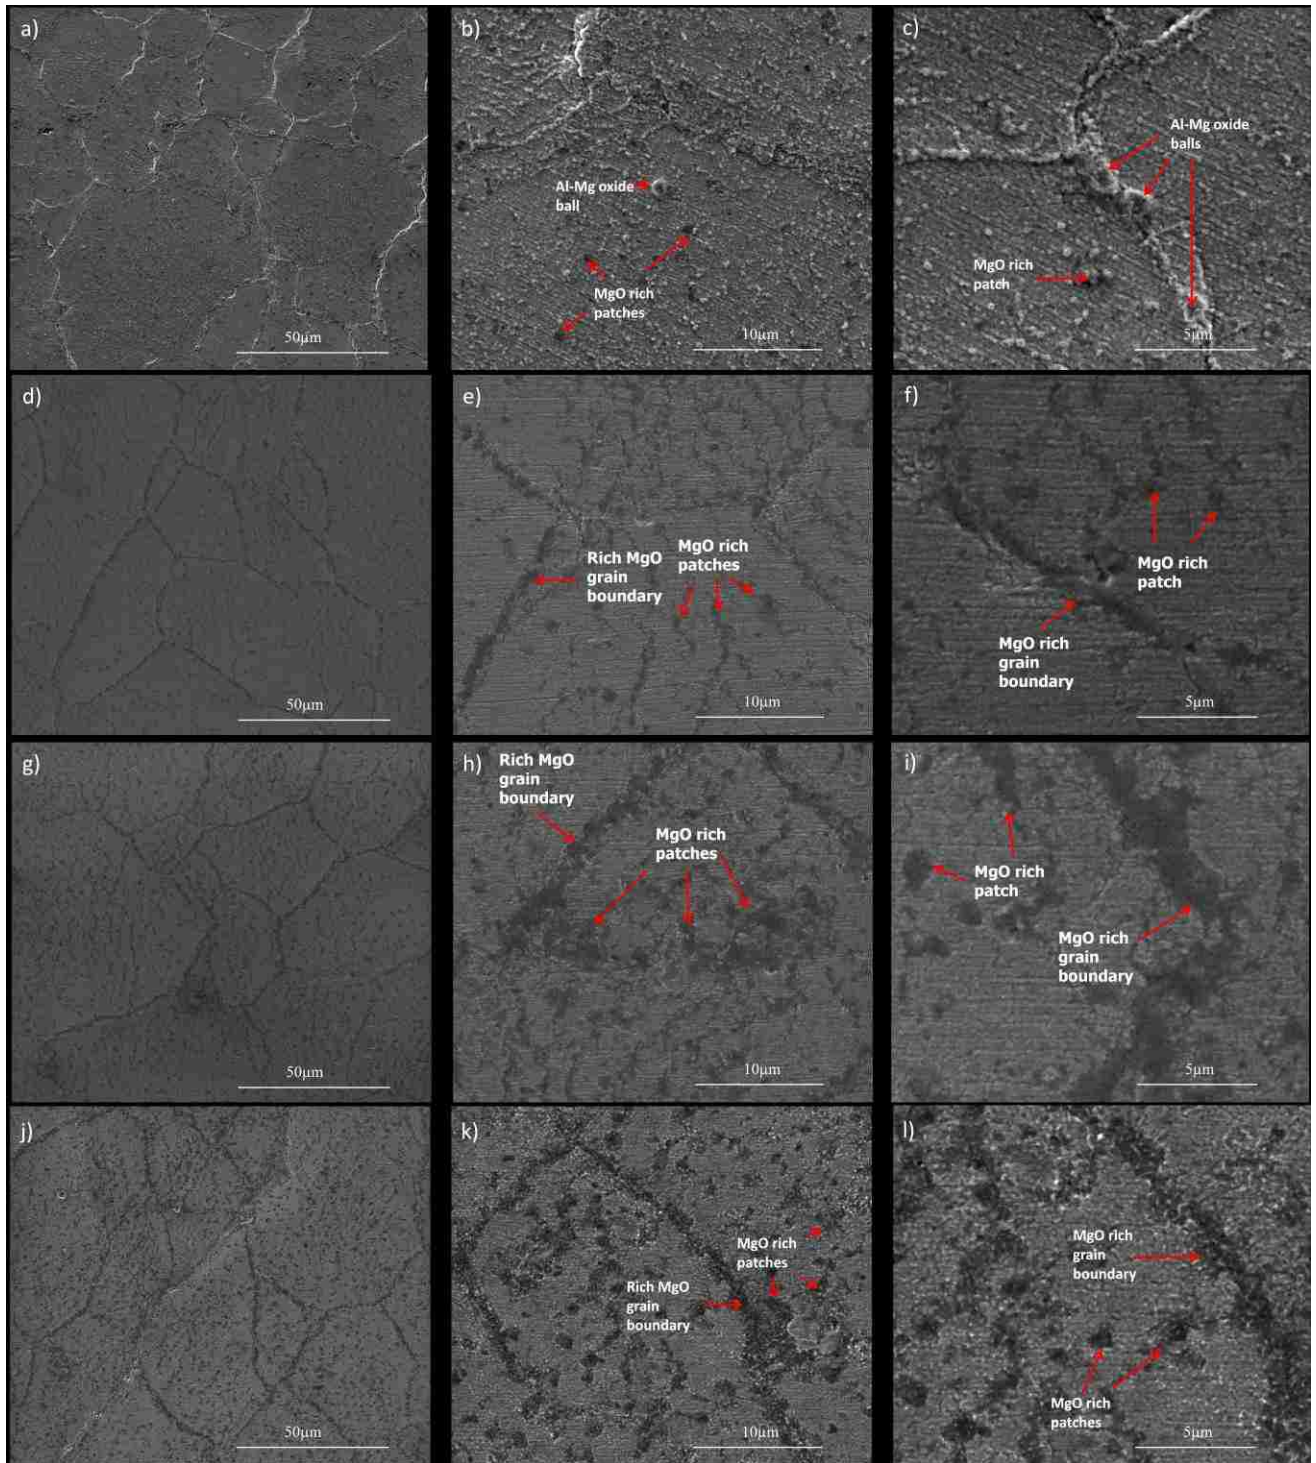 a)
50µm
b)
Al-Mg oxide
ball
MgO rich
patches
10µm
c)
Al-Mg oxide
balls
MgO rich
patch
5µm
d)
50µm
e)
Rich MgO
grain
boundary
MgO rich
patches
10µm
f)
MgO rich
patch
MgO rich
grain
boundary
5µm
g)
50µm
h)
Rich MgO
grain
boundary
MgO rich
patches
10µm
i)
MgO rich
patch
MgO rich
grain
boundary
5µm
j)
50µm
k)
MgO rich
patches
Rich MgO
grain
boundary
10µm
l)
MgO rich
grain
boundary
MgO rich
patches
5µm